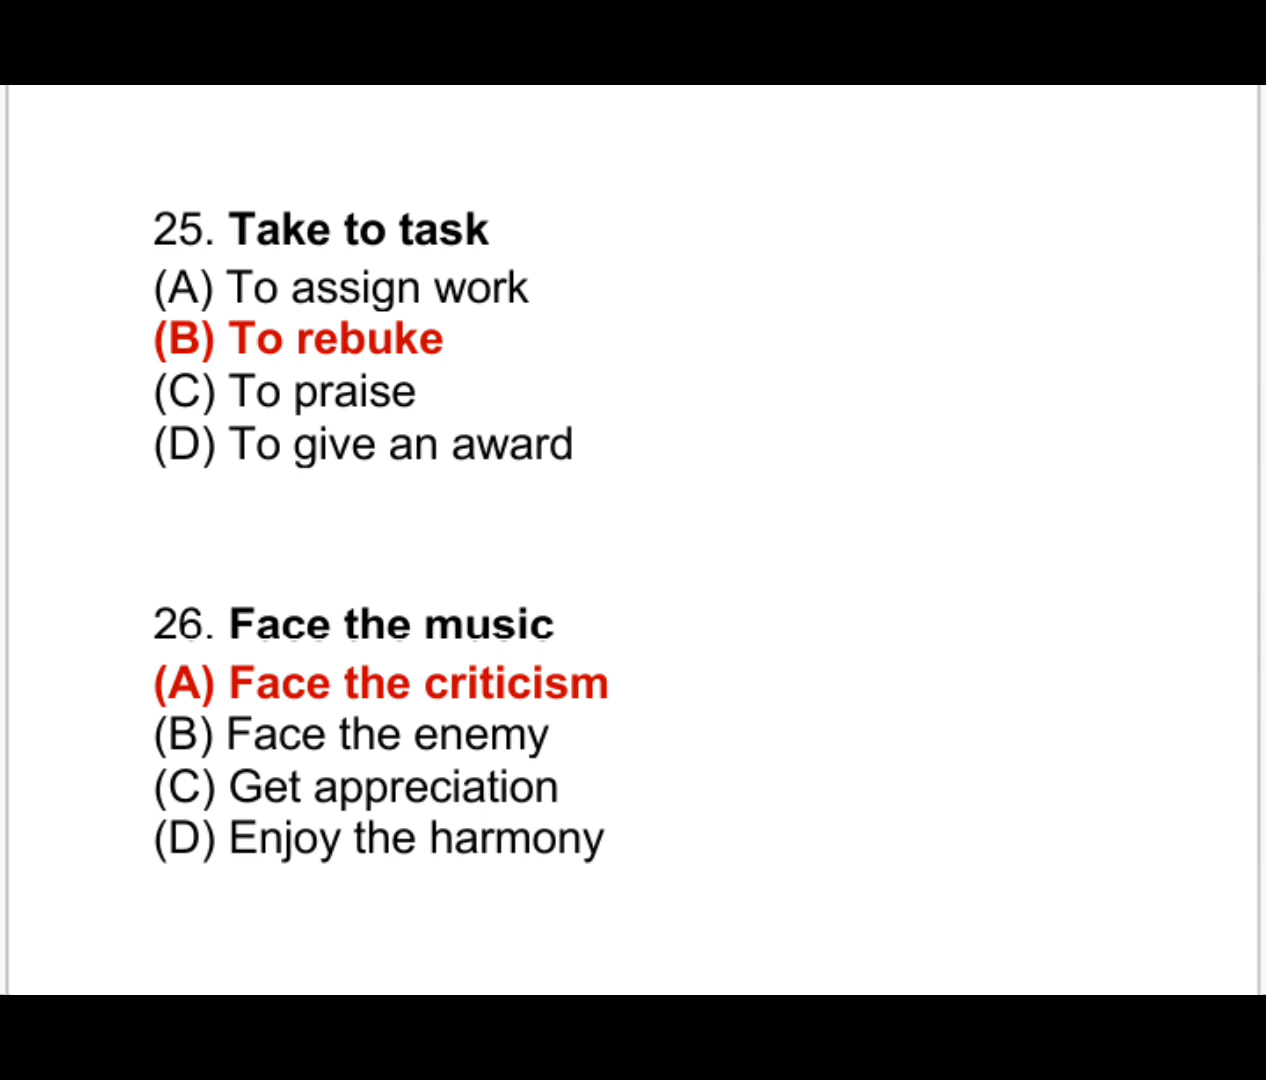 25. Take to task
(A) To assign work
(B) To rebuke
(C) To praise
(D) To give an award
26. Face the music
(A) Face the criticism
(B) Face the enemy
(C) Get appreciation
(D) Enjoy the harmony